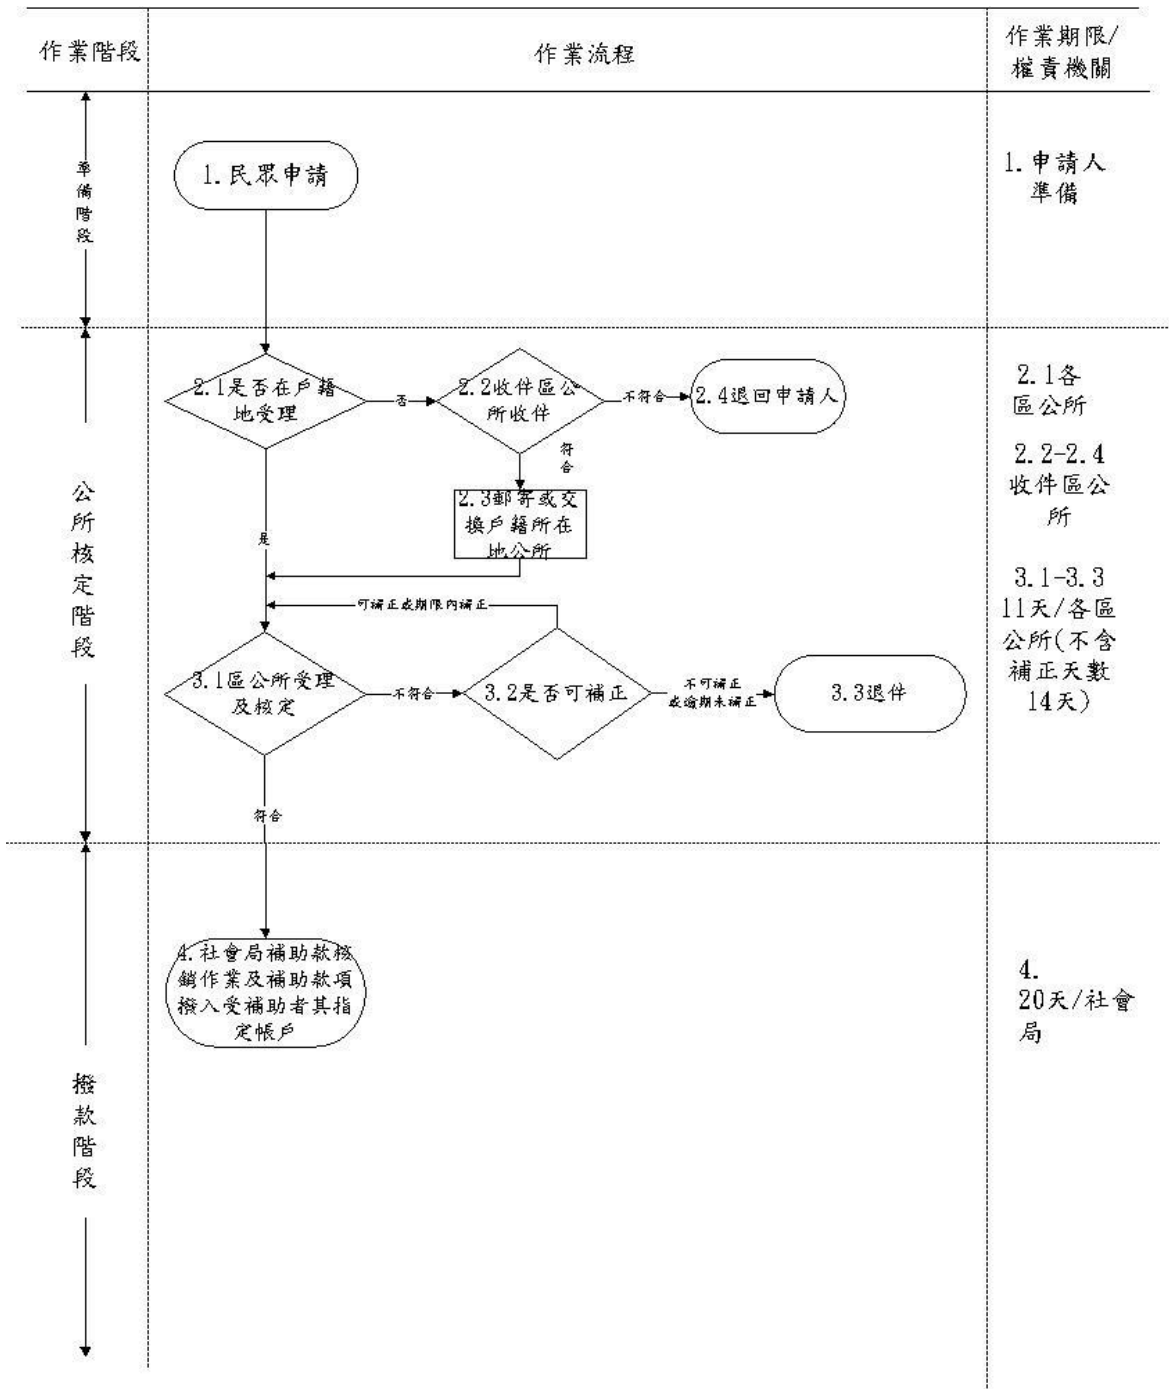 作業階段
作業流程
作業期限/
權責機關
準
備
階
段
1.民眾申請
1.申請人
準備
公
所
核
定
階
段
2.1是否在戶籍
地受理
否
2.2收件區公
所收件
不符合
2.4退回申請人
符
合
2.3郵寄或交
換戶籍所在
地公所
是
可補正或期限內補正
3.1區公所受理
及核定
不符合
3.2是否可補正
不可補正
或逾期未補正
3.3退件
符合
2.1各
區公所
2.2-2.4
收件區公
所
3.1-3.3
11天/各區
公所(不含
補正天數
14天)
撥
款
階
段
4.社會局補助款核
銷作業及補助款項
撥入受補助者其指
定帳戶
4.
20天/社會
局